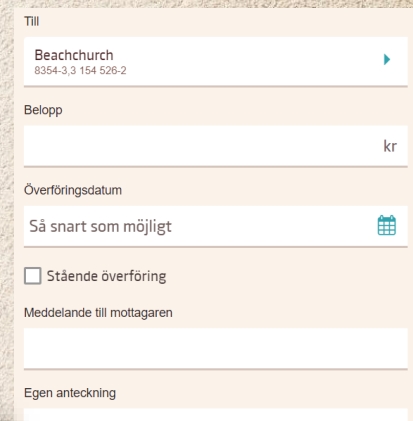 Till
Beachchurch
8354-3,3 154 526-2
Belopp
kr
Överföringsdatum
Så snart som möjligt
Stående överföring
Meddelande till mottagaren
Egen anteckning